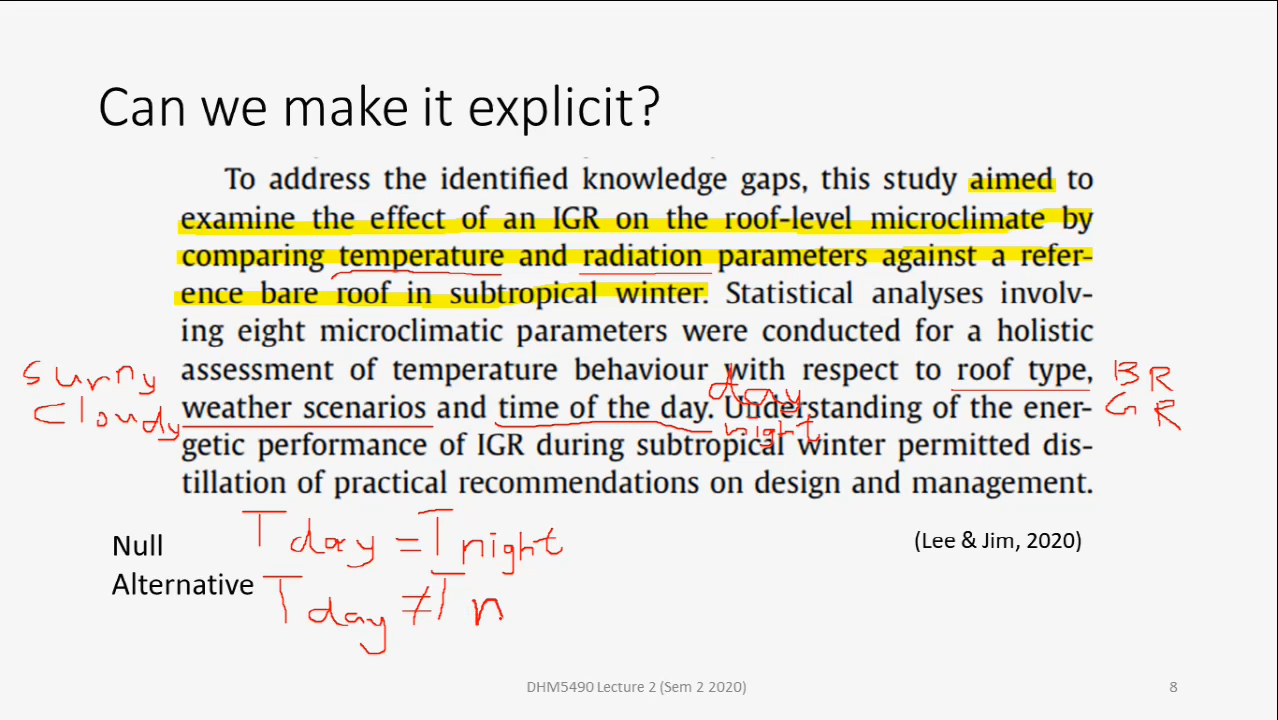 Can we make it explicit?
To address the identified knowledge gaps, this study aimed to
examine the effect of an IGR on the roof-level microclimate by
comparing temperature and radiation parameters against a refer-
ence bare roof in subtropical winter. Statistical analyses involv-
ing eight microclimatic parameters were conducted for a holistic
Sunny assessment of temperature behaviour with respect to roof type, BR
Cloudy weather scenarios and time of the day. Understanding of the ener- GR
day
night
getic performance of IGR during subtropical winter permitted dis-
tillation of practical recommendations on design and management.
Null T day = T night
(Lee & Jim, 2020)
Alternative T day ≠ T n
DHM5490 Lecture 2 (Sem 2 2020)
8